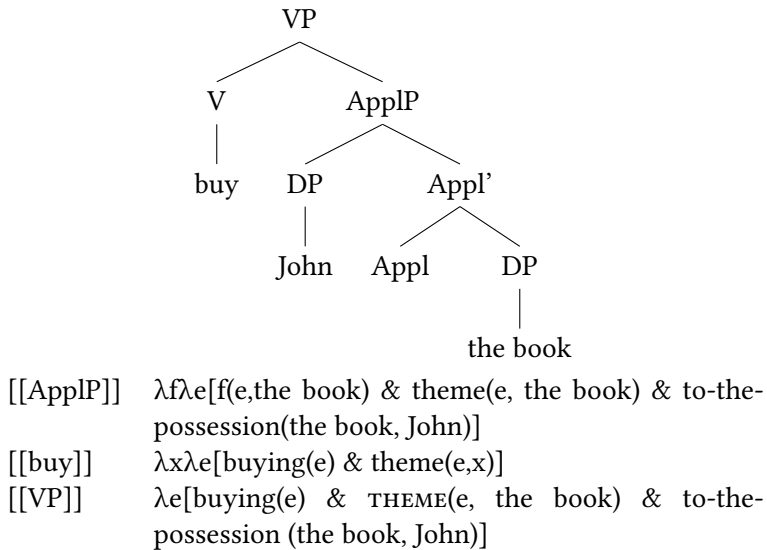 VP
V ApplP
buy DP Appl’
John Appl DP
the book
[[ApplP]] λfλe[f(e,the book) & theme(e, the book) & to-the-
possession(the book, John)]
[[buy]] λxλe[buying(e) & theme(e,x)]
[[VP]] λe[buying(e) & ᴛʜᴇᴍᴇ(e, the book) & to-the-
possession (the book, John)]